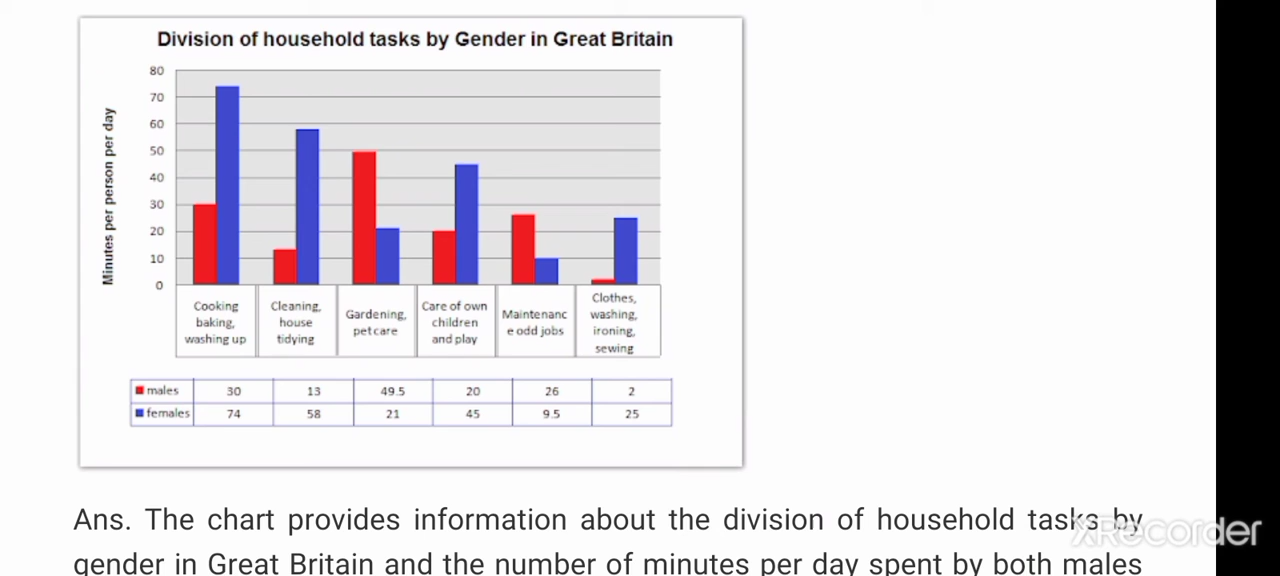 Division of household tasks by Gender in Great Britain
Minutes per person per day
80
70
60
50
40
30
20
10
0
Cooking
baking,
washing up
Cleaning,
house
tidying
Gardening,
pet care
Care of own
children
and play
Maintenanc
e odd jobs
Clothes,
washing,
ironing,
sewing
males 30 13 49.5 20 26 2
females 74 58 21 45 9.5 25
Ans. The chart provides information about the division of household tasks by
gender in Great Britain and the number of minutes per day spent by both males
XRecorder